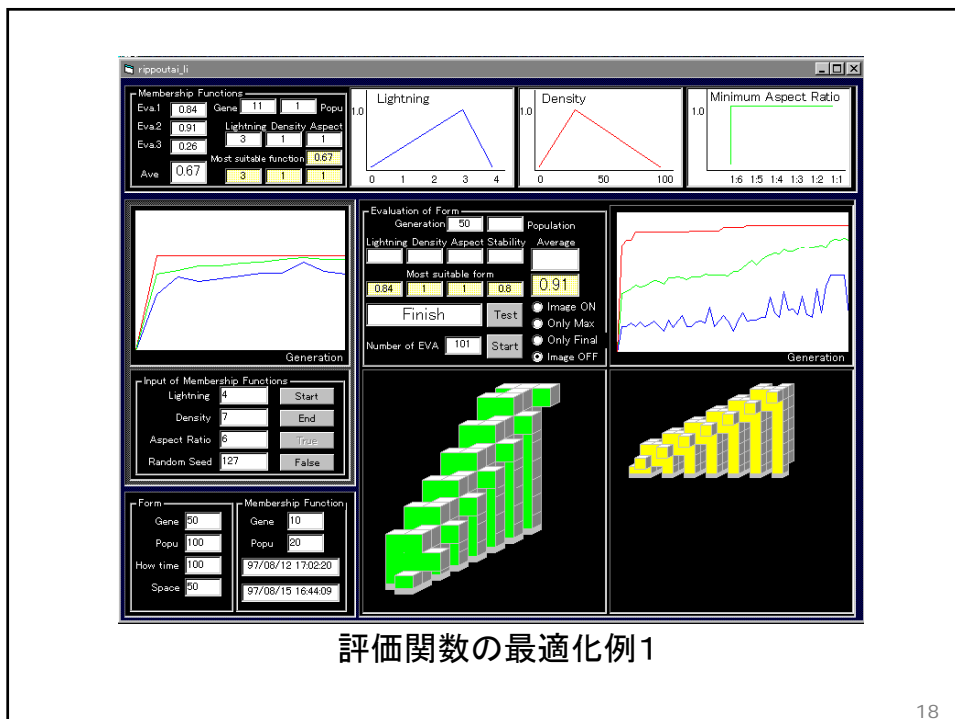 rippoutai_li
Membership Functions
Eva.1 0.84 Gene 11 1 Popu
Eva.2 0.91 Lightning Density Aspect
3 1 1
Eva.3 0.26
Most suitable function 0.67
Ave 0.67 3 1 1
Lightning
1.0
0 1 2 3 4
Density
1.0
0 50 100
Minimum Aspect Ratio
1.0
1:6 1:5 1:4 1:3 1:2 1:1
Generation
Evaluation of Form
Generation 50 Population
Lightning Density Aspect Stability Average
Most suitable form
0.84 1 1 0.8 0.91
Finish Test
Number of EVA 101 Start
Image ON
Only Max
Only Final
Image OFF
Generation
Input of Membership Functions
Lightning 4 Start
Density 7 End
Aspect Ratio 6 True
Random Seed 127 False
Form
Gene 50
Popu 100
How time 100
Space 50
Membership Function
Gene 10
Popu 20
97/08/12 17:02:20
97/08/15 16:44:09
評価関数の最適化例1
18